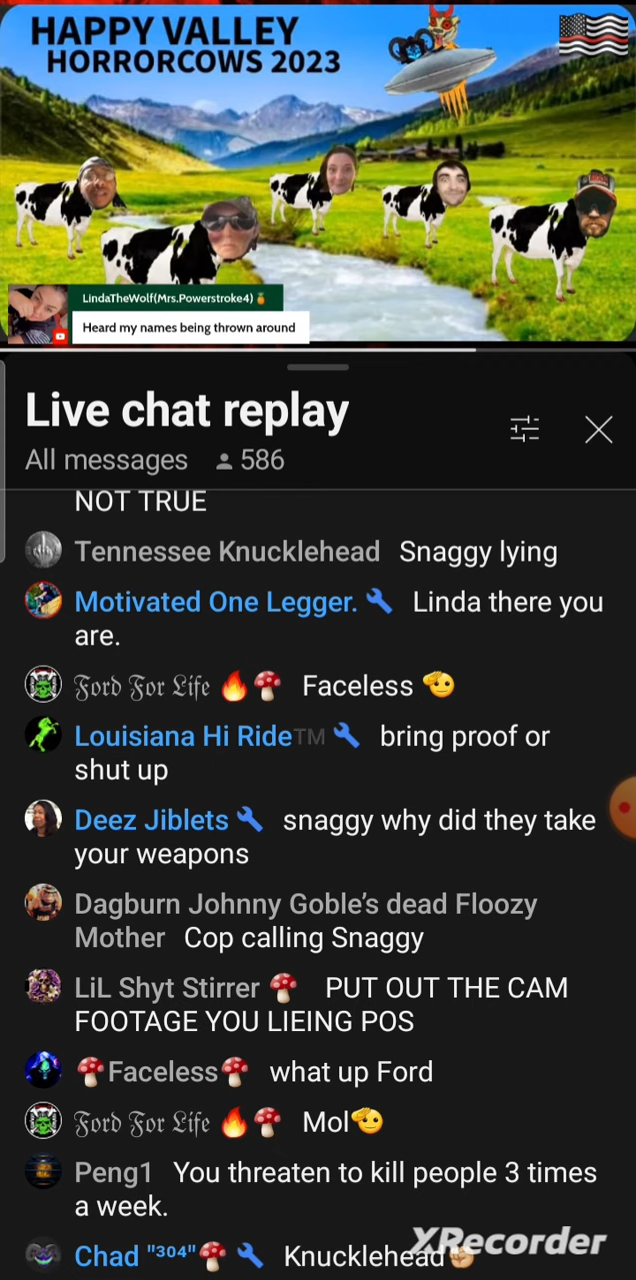 HAPPY VALLEY
HORRORCOWS 2023
LindaTheWolf(Mrs.Powerstroke4)🍍
Heard my names being thrown around
Live chat replay
All messages 586
NOT TRUE
Tennessee Knucklehead Snaggy lying
Motivated One Legger. 🔧 Linda there you
are.
𝔉𝔬𝔯𝔡 𝔉𝔬𝔯 𝔏𝔦𝔣𝔢 🔥🍄 Faceless 🫡
Louisiana Hi Ride™ 🔧 bring proof or
shut up
Deez Jiblets 🔧 snaggy why did they take
your weapons
Dagburn Johnny Goble’s dead Floozy
Mother Cop calling Snaggy
LiL Shyt Stirrer 🍄 PUT OUT THE CAM
FOOTAGE YOU LIEING POS
🍄Faceless🍄 what up Ford
𝔉𝔬𝔯𝔡 𝔉𝔬𝔯 𝔏𝔦𝔣𝔢 🔥🍄 Mol🫡
Peng1 You threaten to kill people 3 times
a week.
Chad "³⁰⁴"🍄 🔧 Knucklehead✊🏼
XRecorder